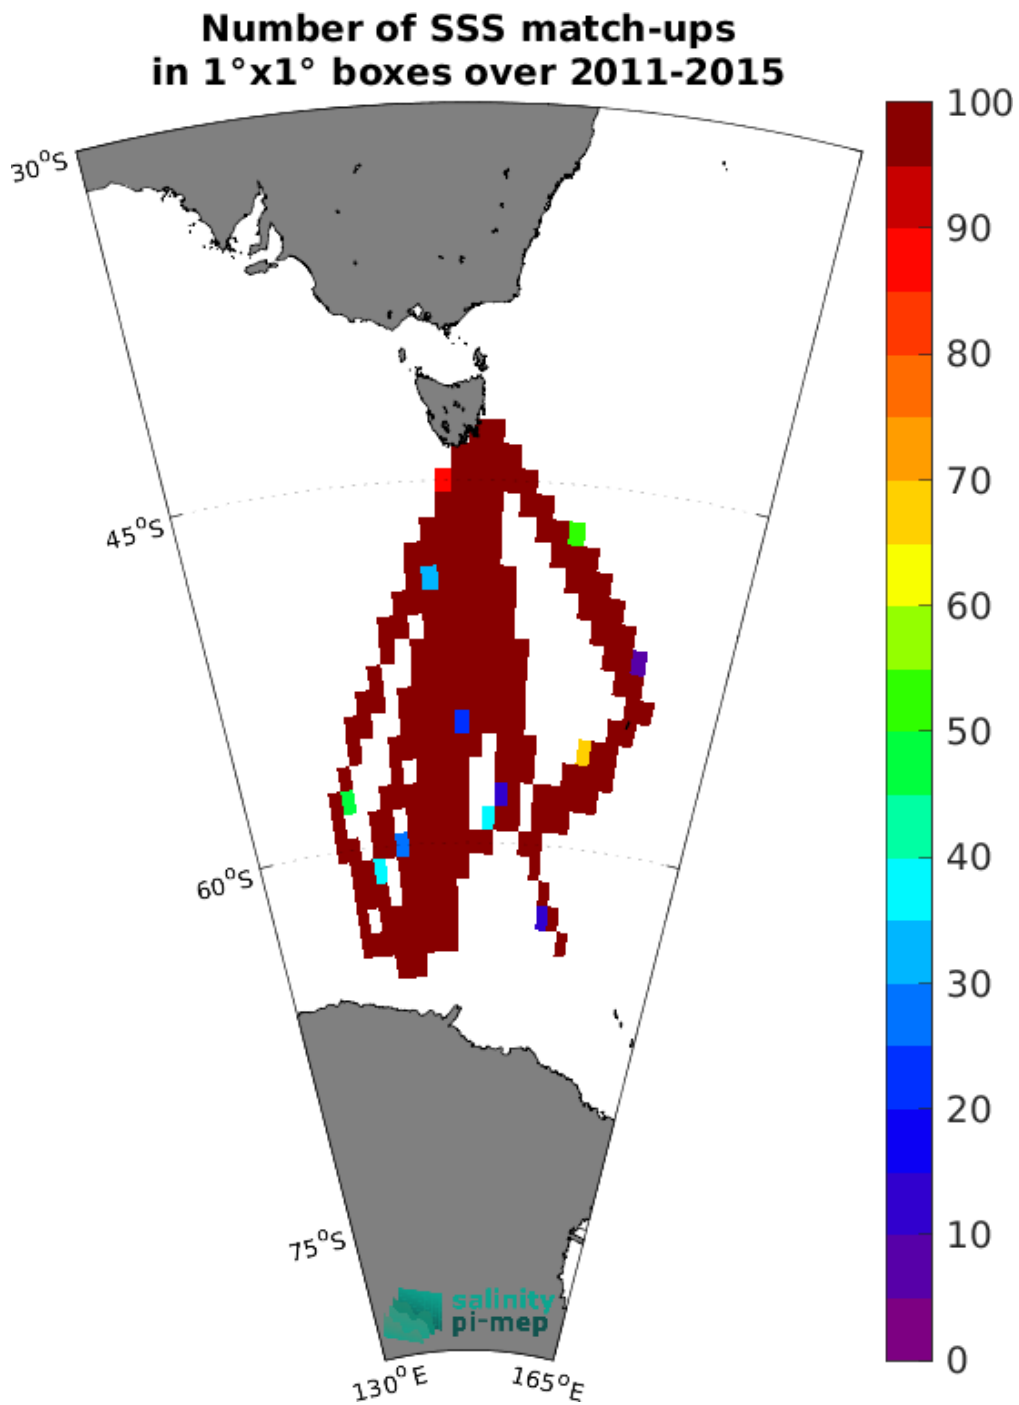 Number of SSS match-ups
in 1°x1° boxes over 2011-2015
30°S
45°S
60°S
75°S
130°E
165°E
100
90
80
70
60
50
40
30
20
10
0
salinity
pi-mep